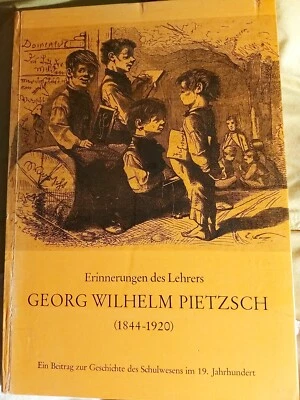 Erinnerungen des Lehrers
GEORG WILHELM PIETZSCH
(1844-1920)
Ein Beitrag zur Geschichte des Schulwesens im 19. Jahrhundert